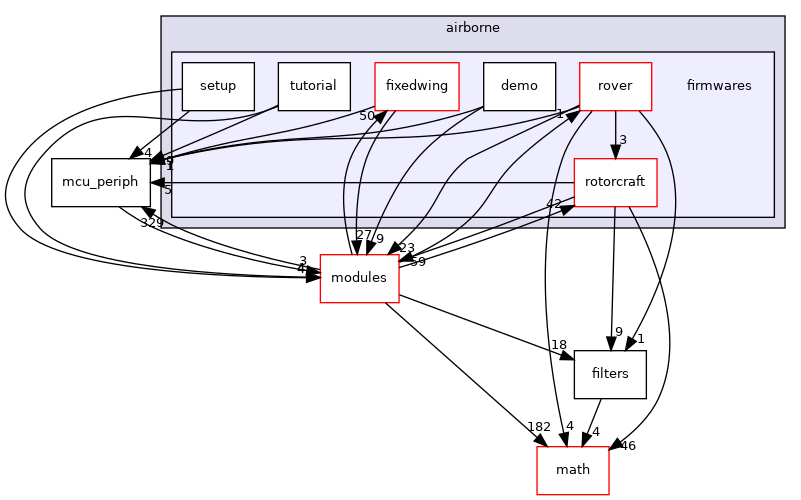 airborne
setup
tutorial
fixedwing
demo
rover
firmwares
50
1
4
3
1
mcu_periph
5
rotorcraft
42
329
27
9
23
59
3
4
modules
18
9
1
filters
182
4
4
46
math